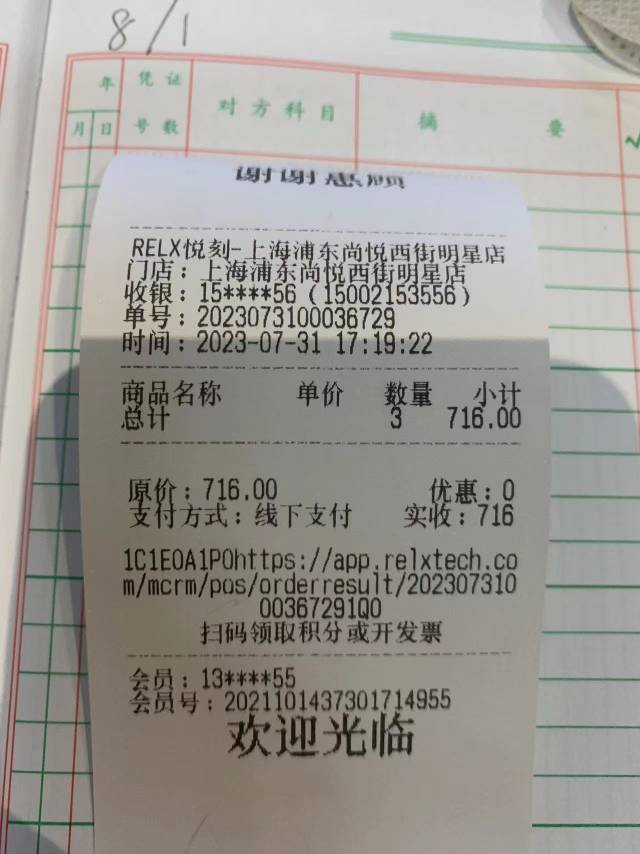 8/1
年
凭证
对方科目
摘要
月
日
号数
谢谢惠顾
RELX悦刻-上海浦东尚悦西街明星店
门店：上海浦东尚悦西街明星店
收银：15****56（15002153556）
单号：2023073100036729
时间：2023-07-31 17:19:22
商品名称 单价 数量 小计
总计 3 716.00
原价：716.00 优惠：0
支付方式：线下支付 实收：716
1C1E0A1P0https://app.relxtech.co
m/mcrm/pos/orderresult/202307310
00367291Q0
扫码领取积分或开发票
会员：13****55
会员号：2021101437301714955
欢迎光临